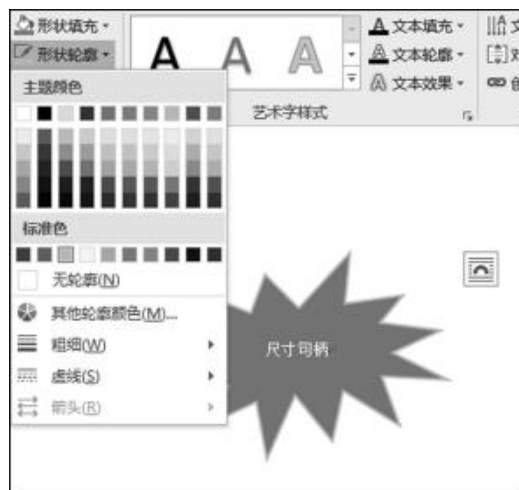 形状填充
形状轮廓
A A A
文本填充
文本轮廓
文本效果
艺术字样式
主题颜色
标准色
无轮廓(N)
其他轮廓颜色(M)...
粗细(W)
虚线(S)
箭头(R)
尺寸句柄